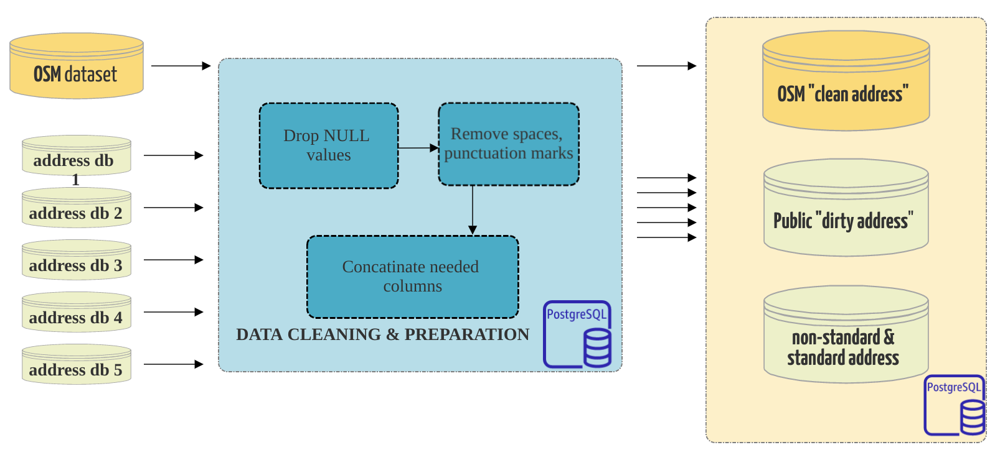 OSM dataset
address db
1
address db 2
address db 3
address db 4
address db 5
Drop NULL
values
Remove spaces,
punctuation marks
Concatinate needed
columns
DATA CLEANING & PREPARATION
PostgreSQL
OSM "clean address"
Public "dirty address"
non-standard &
standard address
PostgreSQL